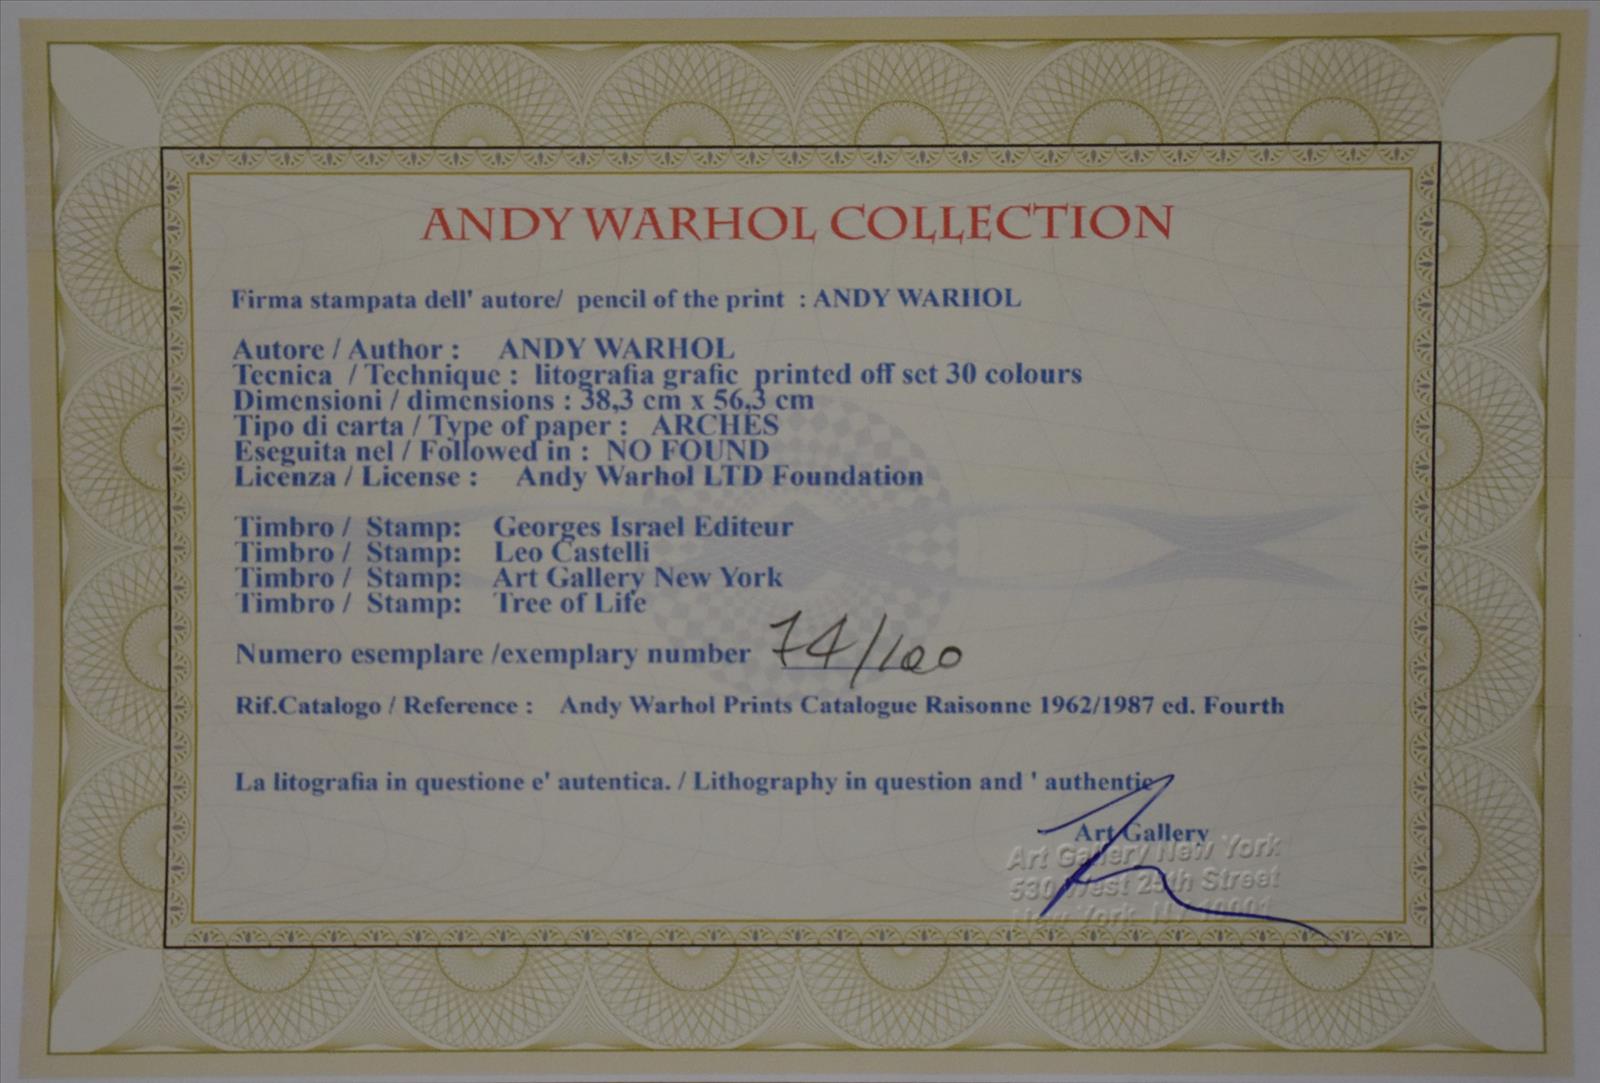 ANDY WARHOL COLLECTION
Firma stampata dell' autore/ pencil of the print : ANDY WARHOL
Autore / Author : ANDY WARHOL
Tecnica / Technique : litografia grafic printed off set 30 colours
Dimensioni / dimensions : 38,3 cm x 56,3 cm
Tipo di carta / Type of paper : ARCHES
Eseguita nel / Followed in : NO FOUND
Licenza / License : Andy Warhol LTD Foundation
Timbro / Stamp: Georges Israel Editeur
Timbro / Stamp: Leo Castelli
Timbro / Stamp: Art Gallery New York
Timbro / Stamp: Tree of Life
Numero esemplare /exemplary number 74/100
Rif.Catalogo / Reference : Andy Warhol Prints Catalogue Raisonne 1962/1987 ed. Fourth
La litografia in questione e' autentica. / Lithography in question and ' authentic
Art Gallery
Art Gallery New York
530 West 25th Street
New York, NY 10001